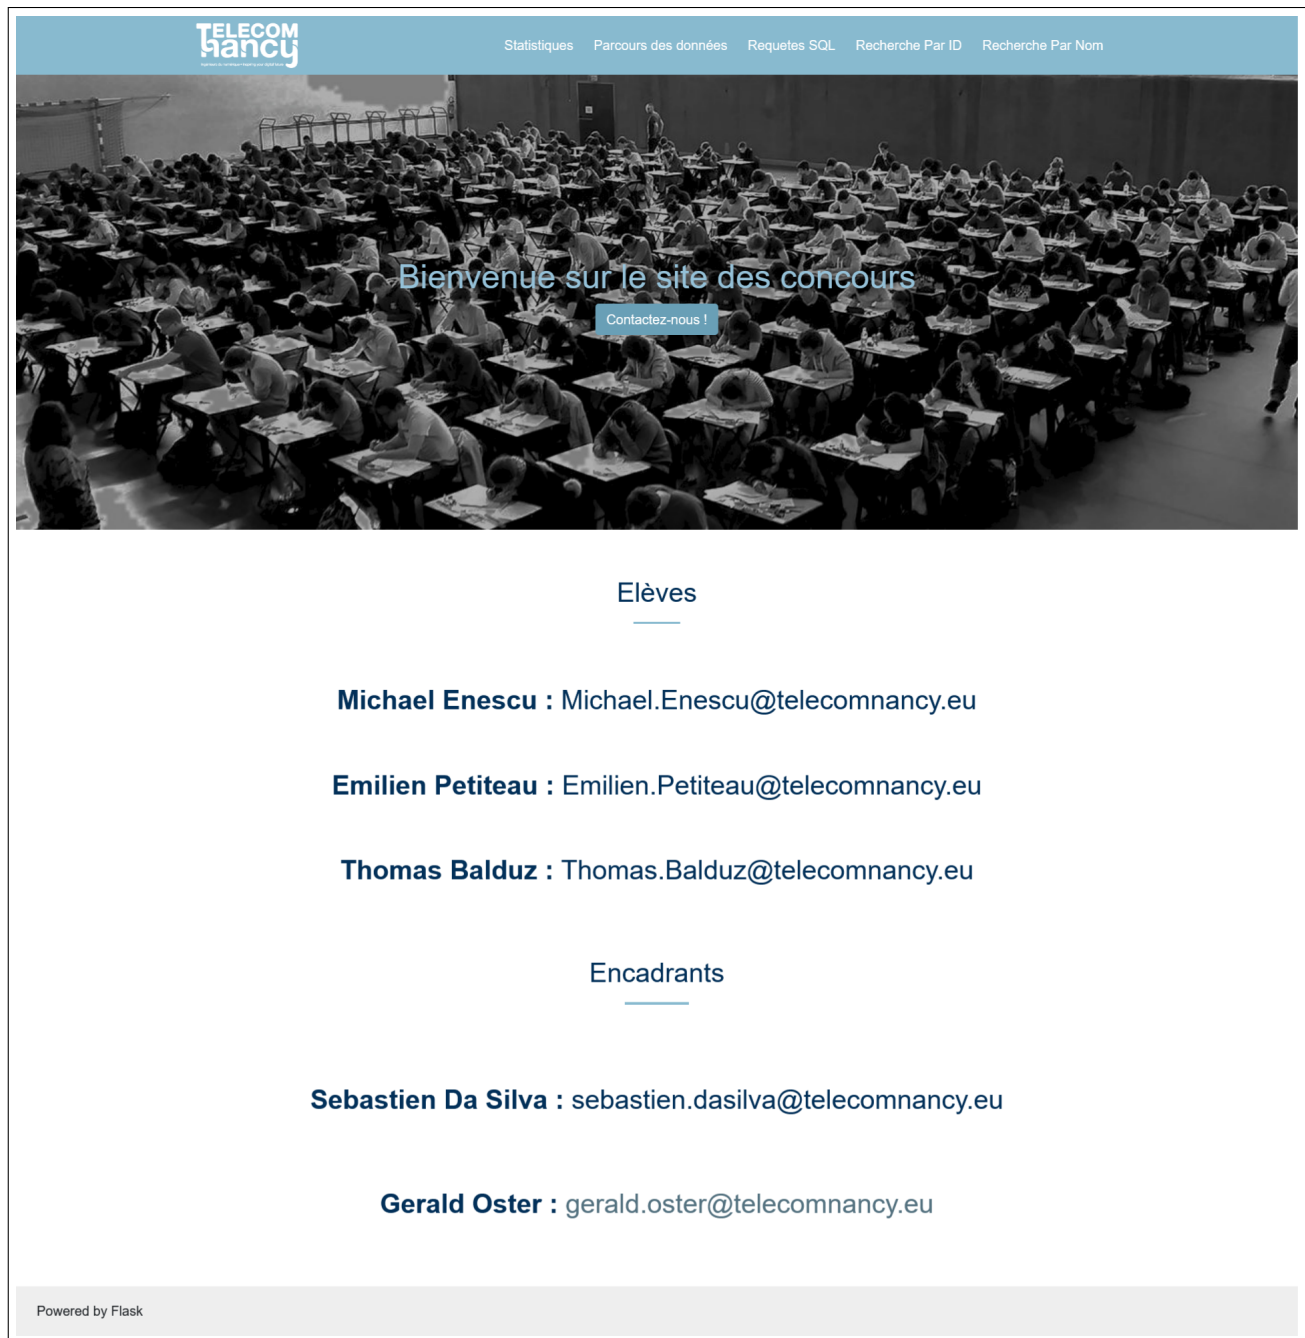 TELECOM
nancy
Statistiques Parcours des données Requetes SQL Recherche Par ID Recherche Par Nom
Bienvenue sur le site des concours
Contactez-nous !
Elèves
Michael Enescu : Michael.Enescu@telecomnancy.eu
Emilien Petiteau : Emilien.Petiteau@telecomnancy.eu
Thomas Balduz : Thomas.Balduz@telecomnancy.eu
Encadrants
Sebastien Da Silva : sebastien.dasilva@telecomnancy.eu
Gerald Oster : gerald.oster@telecomnancy.eu
Powered by Flask